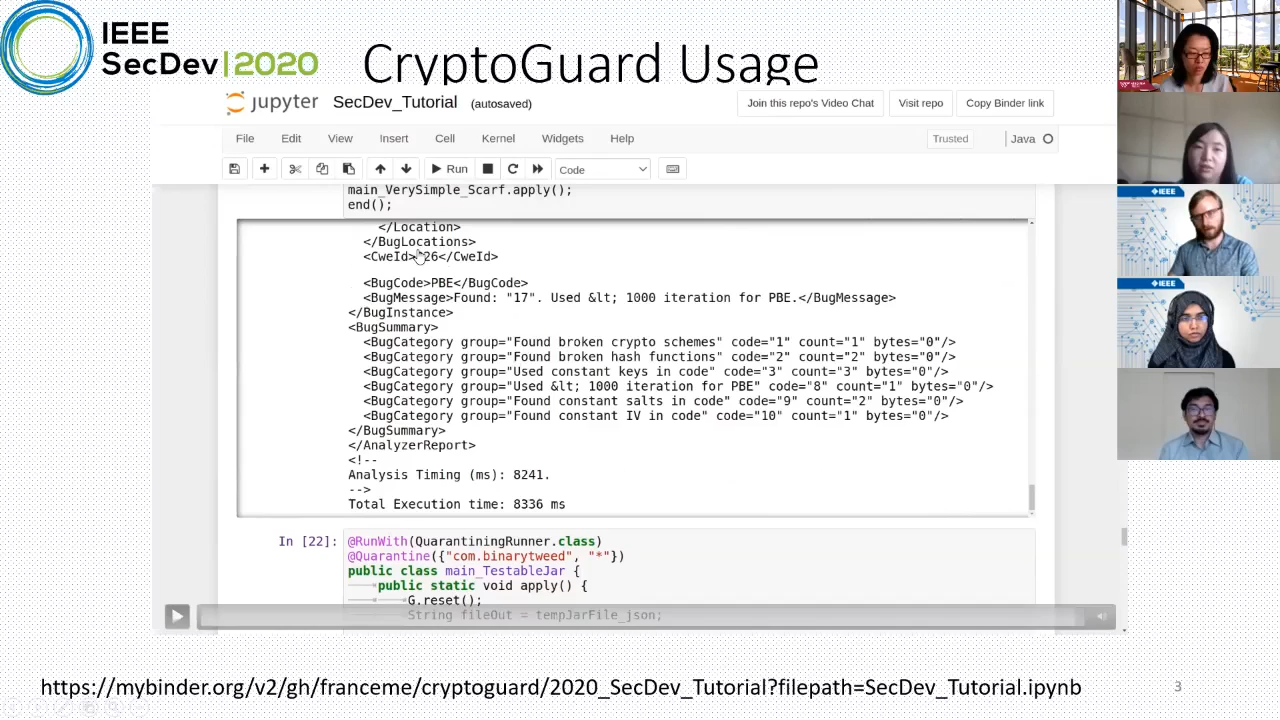 IEEE
SecDev|2020
CryptoGuard Usage
jupyter SecDev_Tutorial (autosaved)
Join this repo's Video Chat
Visit repo
Copy Binder link
File Edit View Insert Cell Kernel Widgets Help
Trusted
Java
Run
Code
main_VerySimple_Scarf.apply();
end();
</Location>
</BugLocations>
<CweId>26</CweId>
<BugCode>PBE</BugCode>
<BugMessage>Found: "17". Used &lt; 1000 iteration for PBE.</BugMessage>
</BugInstance>
<BugSummary>
<BugCategory group="Found broken crypto schemes" code="1" count="1" bytes="0"/>
<BugCategory group="Found broken hash functions" code="2" count="2" bytes="0"/>
<BugCategory group="Used constant keys in code" code="3" count="3" bytes="0"/>
<BugCategory group="Used &lt; 1000 iteration for PBE" code="8" count="1" bytes="0"/>
<BugCategory group="Found constant salts in code" code="9" count="2" bytes="0"/>
<BugCategory group="Found constant IV in code" code="10" count="1" bytes="0"/>
</BugSummary>
</AnalyzerReport>
<!--
Analysis Timing (ms): 8241.
-->
Total Execution time: 8336 ms
In [22]:
@RunWith(QuarantiningRunner.class)
@Quarantine({"com.binarytweed", "*"})
public class main_TestableJar {
public static void apply() {
G.reset();
String fileOut = tempJarFile_json;
IEEE
IEEE
https://mybinder.org/v2/gh/franceme/cryptoguard/2020_SecDev_Tutorial?filepath=SecDev_Tutorial.ipynb
3